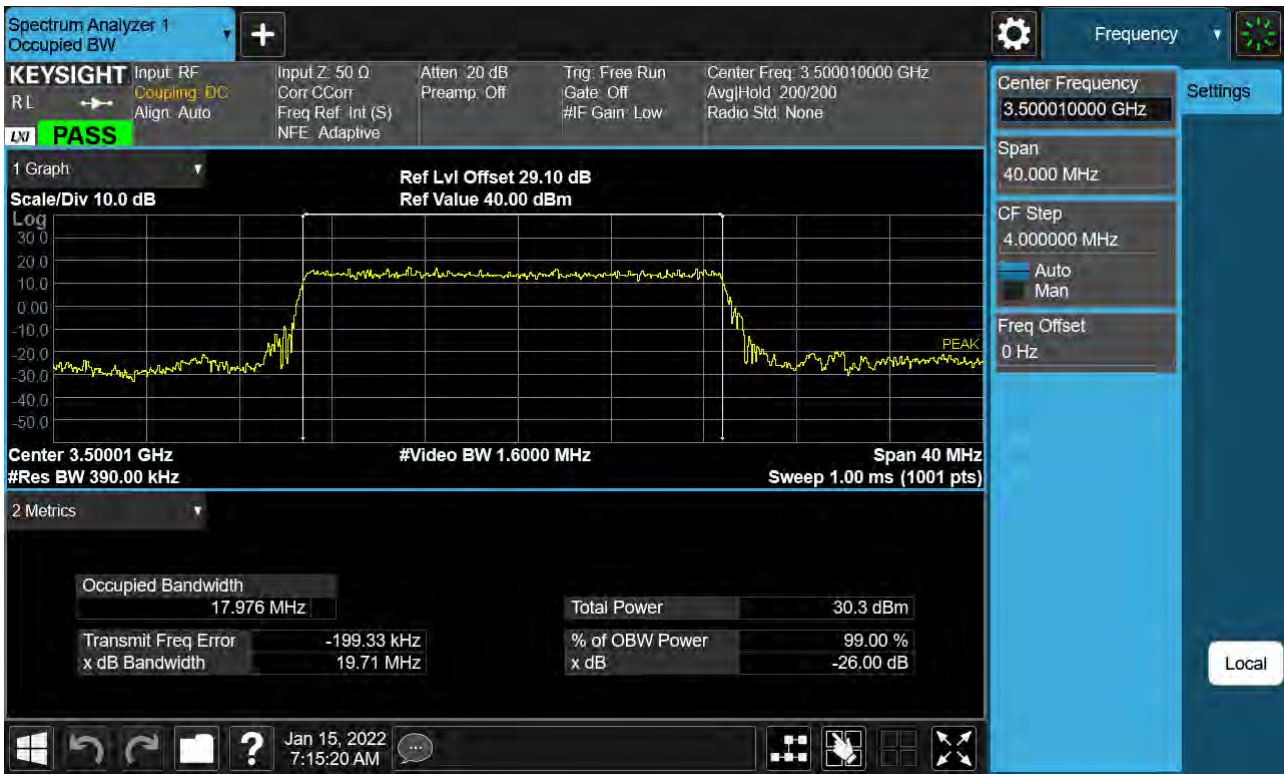 Spectrum Analyzer 1
Occupied BW
+
Frequency
KEYSIGHT
R L
LXI
PASS
Input: RF
Coupling: DC
Align: Auto
Input Z: 50 Ω
Corr CCorr
Freq Ref: Int (S)
NFE: Adaptive
Atten: 20 dB
Preamp: Off
Trig: Free Run
Gate: Off
#IF Gain: Low
Center Freq: 3.500010000 GHz
Avg|Hold: 200/200
Radio Std: None
Center Frequency
3.500010000 GHz
Settings
Span
40.000 MHz
CF Step
4.000000 MHz
Auto
Man
Freq Offset
0 Hz
1 Graph
Scale/Div 10.0 dB
Ref Lvl Offset 29.10 dB
Ref Value 40.00 dBm
Log
30.0
20.0
10.0
0.00
-10.0
-20.0
-30.0
-40.0
-50.0
PEAK
Center 3.50001 GHz
#Video BW 1.6000 MHz
Span 40 MHz
#Res BW 390.00 kHz
Sweep 1.00 ms (1001 pts)
2 Metrics
Occupied Bandwidth
17.976 MHz
Total Power 30.3 dBm
Transmit Freq Error -199.33 kHz
% of OBW Power 99.00 %
x dB Bandwidth 19.71 MHz
x dB -26.00 dB
Local
?
Jan 15, 2022
7:15:20 AM